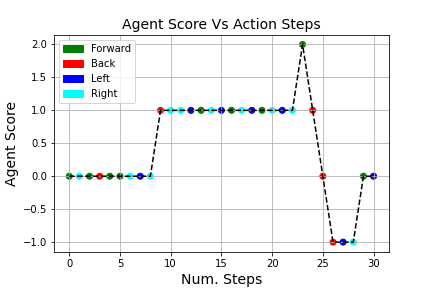 Agent Score Vs Action Steps
Forward
Back
Left
Right
2.0
1.5
1.0
0.5
0.0
−0.5
−1.0
Agent Score
0 5 10 15 20 25 30
Num. Steps